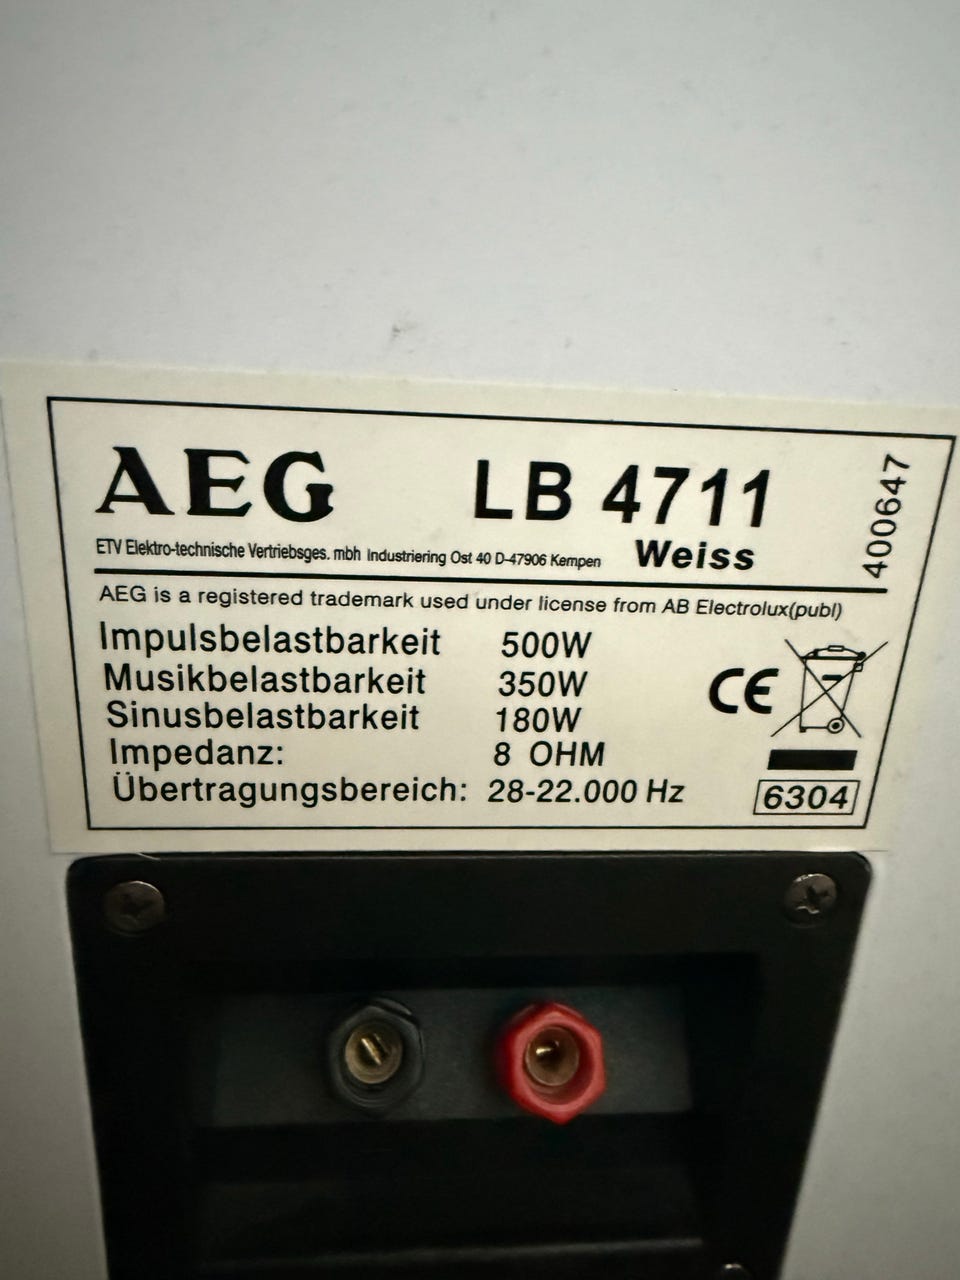 AEG LB 4711
ETV Elektro-technische Vertriebsges. mbh Industriering Ost 40 D-47906 Kempen Weiss
400647
AEG is a registered trademark used under license from AB Electrolux(publ)
Impulsbelastbarkeit 500W
Musikbelastbarkeit 350W
Sinusbelastbarkeit 180W
Impedanz: 8 OHM
Übertragungsbereich: 28-22.000 Hz
CE
6304